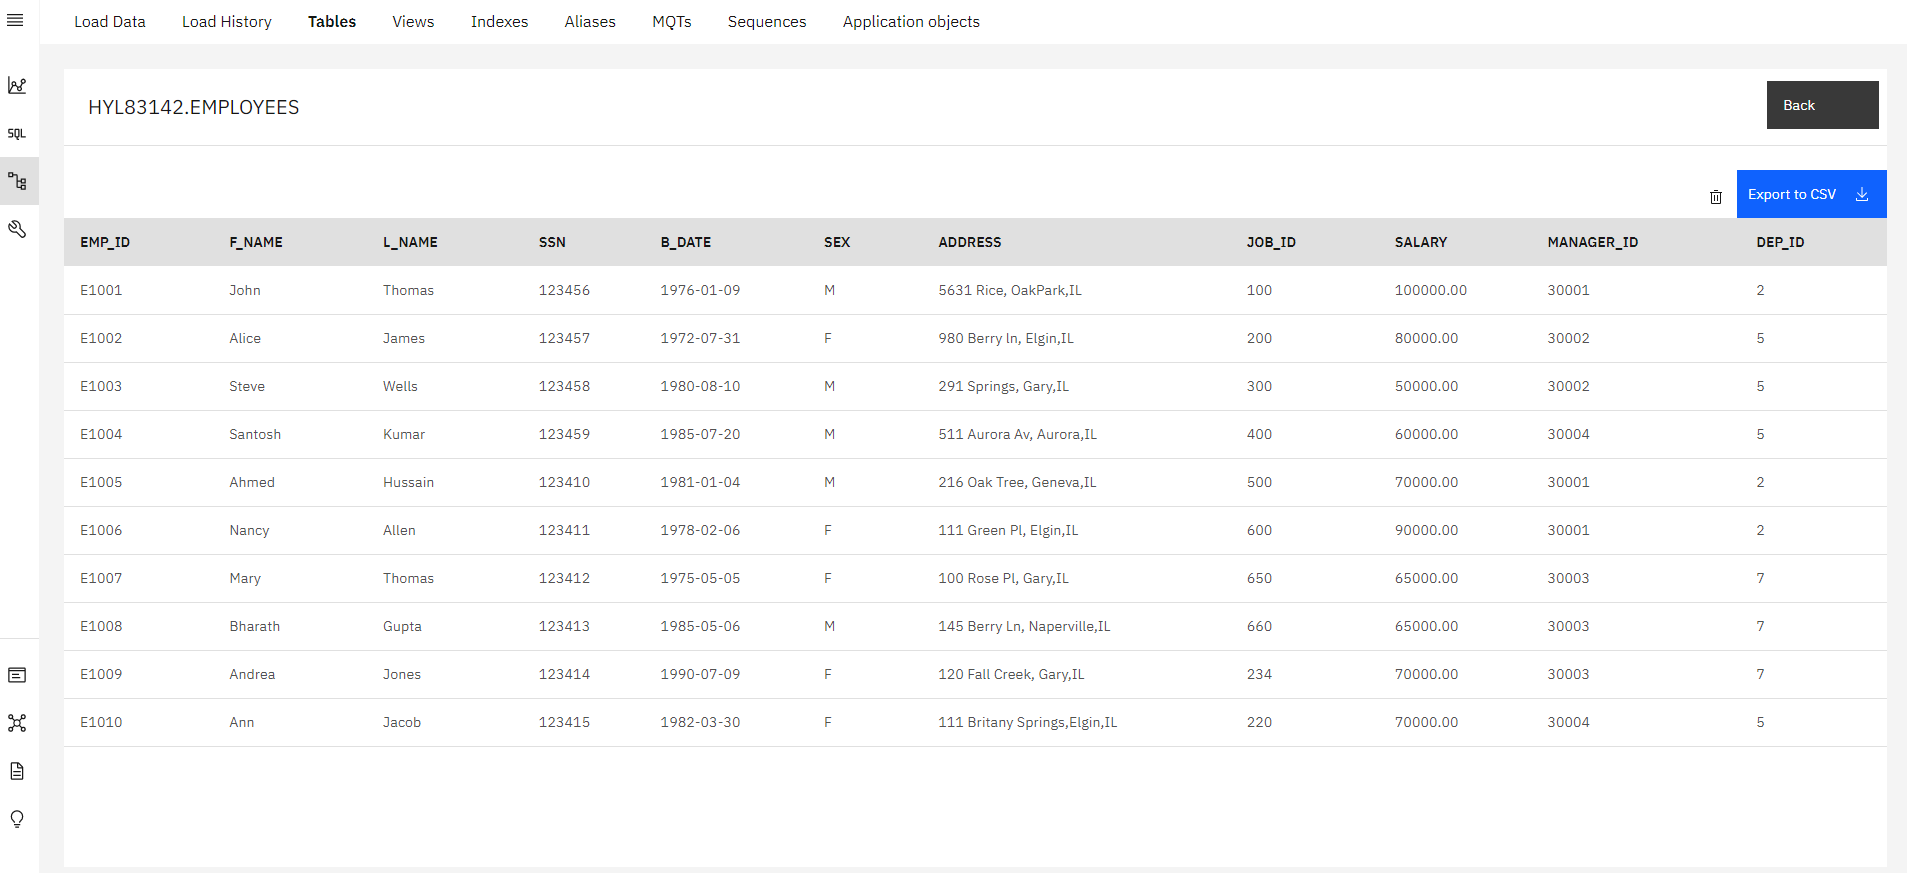 Load Data Load History Tables Views Indexes Aliases MQTs Sequences Application objects
HYL83142.EMPLOYEES
Back
SQL
Export to CSV
EMP_ID F_NAME L_NAME SSN B_DATE SEX ADDRESS JOB_ID SALARY MANAGER_ID DEP_ID
E1001 John Thomas 123456 1976-01-09 M 5631 Rice, OakPark,IL 100 100000.00 30001 2
E1002 Alice James 123457 1972-07-31 F 980 Berry ln, Elgin,IL 200 80000.00 30002 5
E1003 Steve Wells 123458 1980-08-10 M 291 Springs, Gary,IL 300 50000.00 30002 5
E1004 Santosh Kumar 123459 1985-07-20 M 511 Aurora Av, Aurora,IL 400 60000.00 30004 5
E1005 Ahmed Hussain 123410 1981-01-04 M 216 Oak Tree, Geneva,IL 500 70000.00 30001 2
E1006 Nancy Allen 123411 1978-02-06 F 111 Green Pl, Elgin,IL 600 90000.00 30001 2
E1007 Mary Thomas 123412 1975-05-05 F 100 Rose Pl, Gary,IL 650 65000.00 30003 7
E1008 Bharath Gupta 123413 1985-05-06 M 145 Berry Ln, Naperville,IL 660 65000.00 30003 7
E1009 Andrea Jones 123414 1990-07-09 F 120 Fall Creek, Gary,IL 234 70000.00 30003 7
E1010 Ann Jacob 123415 1982-03-30 F 111 Britany Springs,Elgin,IL 220 70000.00 30004 5